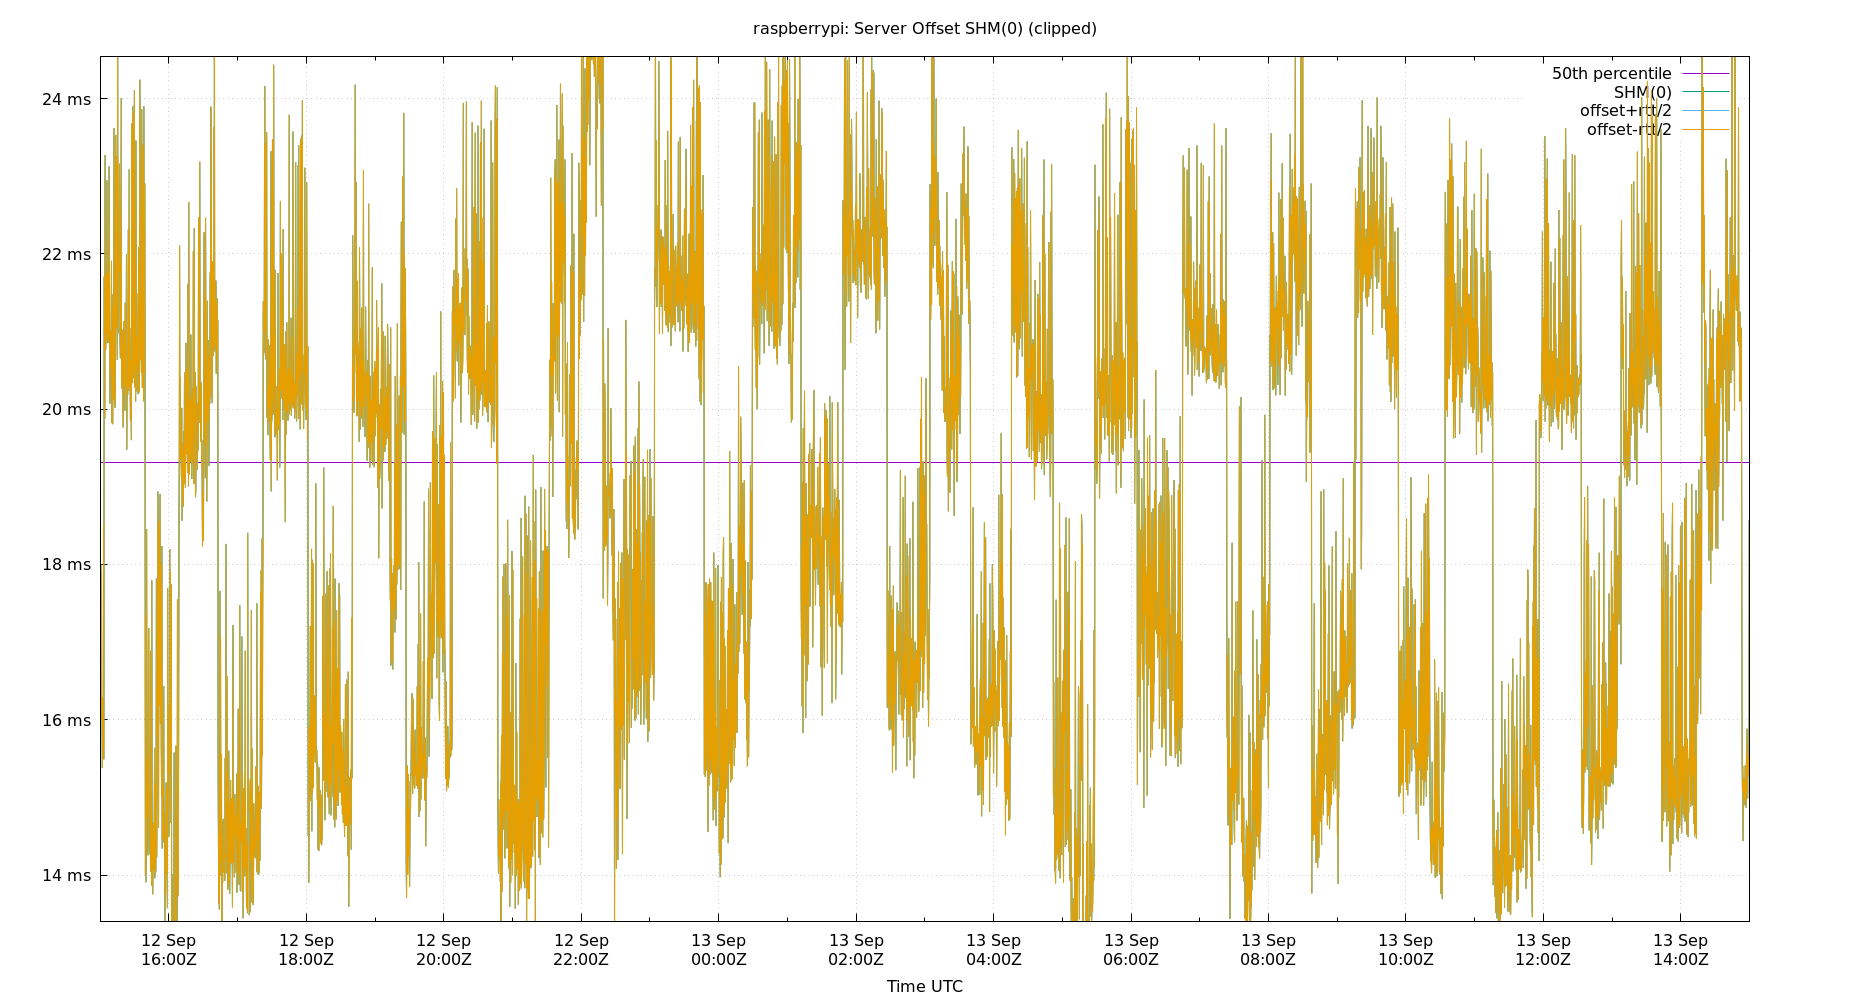 raspberrypi: Server Offset SHM(0) (clipped)
50th percentile
SHM(0)
offset+rtt/2
offset-rtt/2
24 ms
22 ms
20 ms
18 ms
16 ms
14 ms
12 Sep 12 Sep 12 Sep 12 Sep 13 Sep 13 Sep 13 Sep 13 Sep 13 Sep 13 Sep 13 Sep 13 Sep
16:00Z 18:00Z 20:00Z 22:00Z 00:00Z 02:00Z 04:00Z 06:00Z 08:00Z 10:00Z 12:00Z 14:00Z
Time UTC